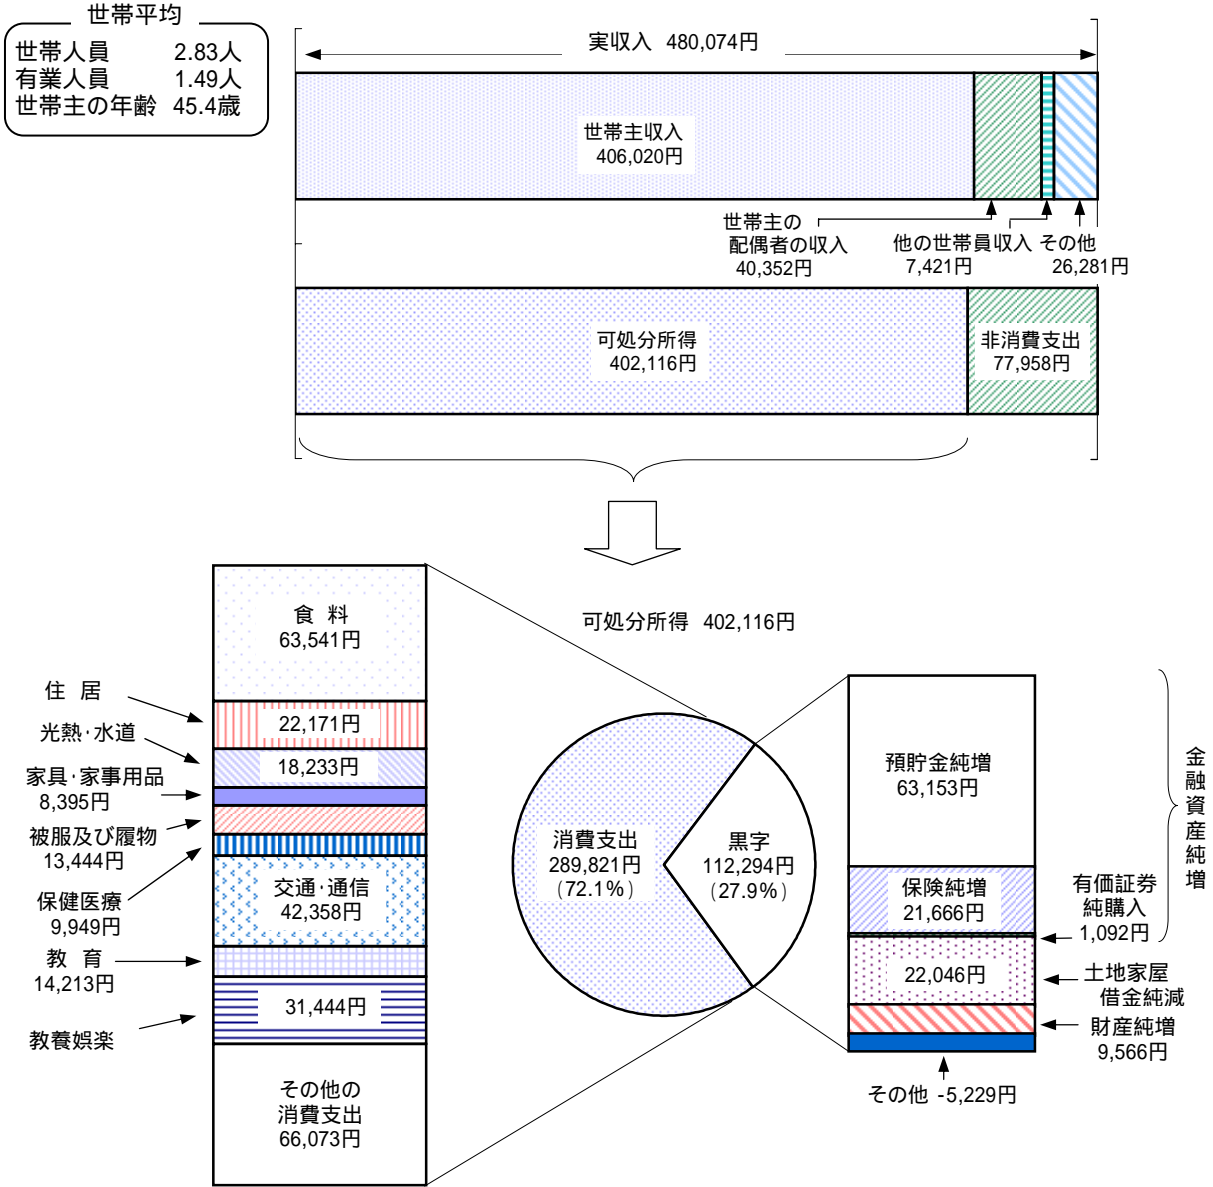 世帯平均
世帯人員 2.83人
有業人員 1.49人
世帯主の年齢 45.4歳
実収入 480,074円
世帯主収入
406,020円
世帯主の
配偶者の収入
40,352円
他の世帯員収入
7,421円
その他
26,281円
可処分所得
402,116円
非消費支出
77,958円
可処分所得 402,116円
食 料
63,541円
住 居
22,171円
光熱･水道
18,233円
家具･家事用品
8,395円
被服及び履物
13,444円
保健医療
9,949円
交通･通信
42,358円
教 育
14,213円
教養娯楽
31,444円
その他の
消費支出
66,073円
消費支出
289,821円
(72.1%)
黒字
112,294円
(27.9%)
預貯金純増
63,153円
保険純増
21,666円
有価証券
純購入
1,092円
金融資産純増
22,046円
土地家屋
借金純減
財産純増
9,566円
その他 -5,229円